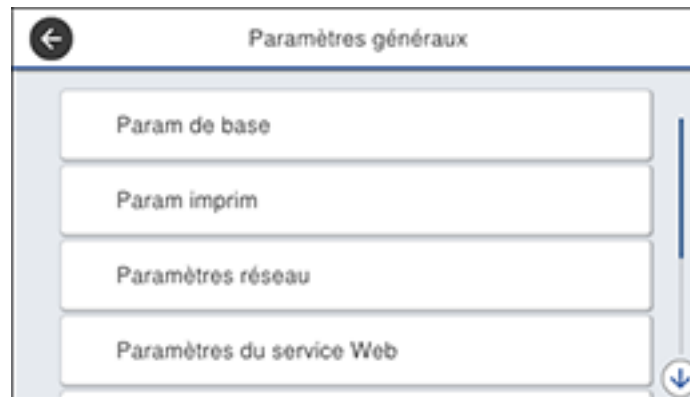 Paramètres généraux
Param de base
Param imprim
Paramètres réseau
Paramètres du service Web